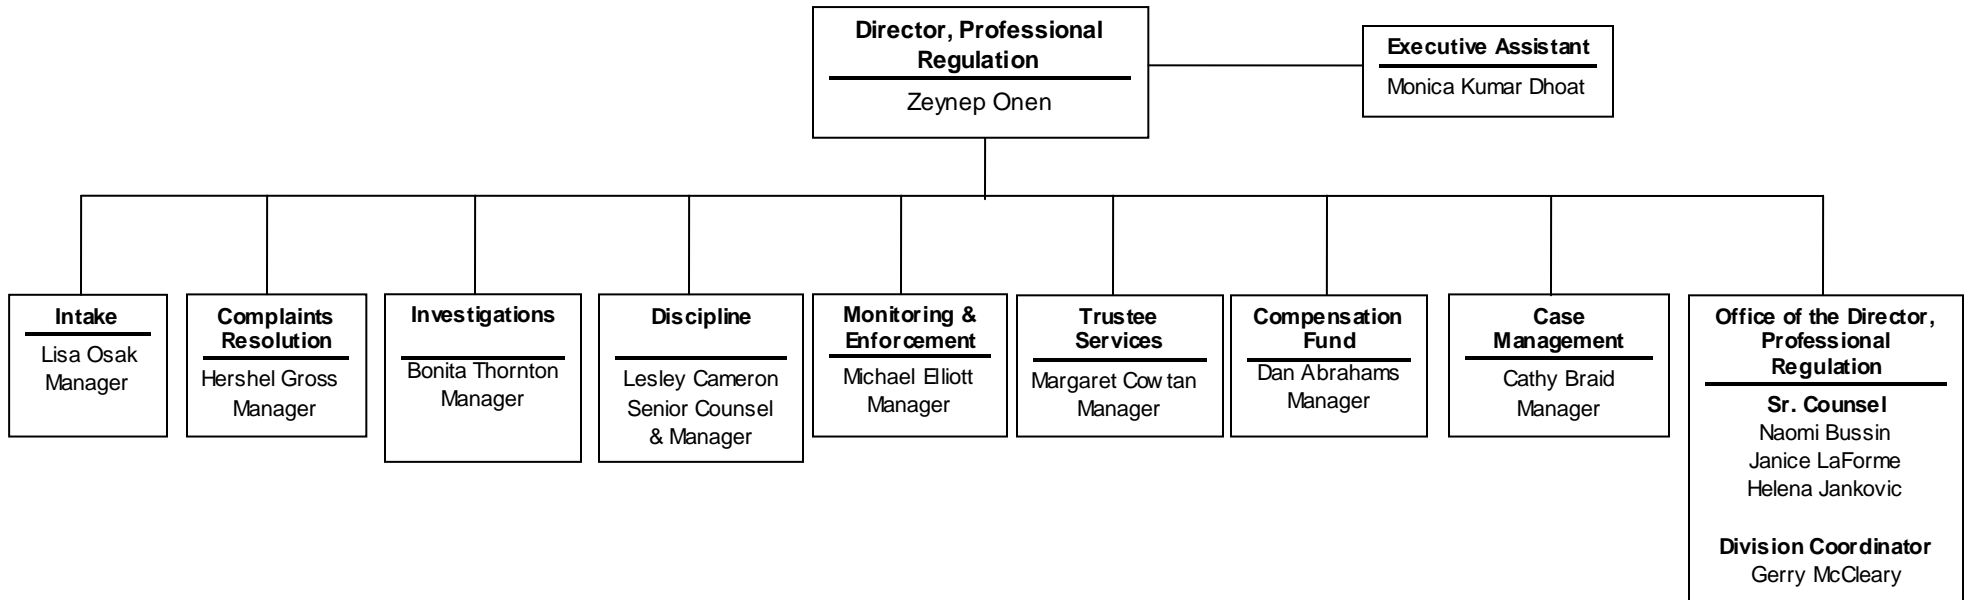 Director, Professional
Regulation
Zeynep Onen
Executive Assistant
Monica Kumar Dhoat
Intake
Lisa Osak
Manager
Complaints
Resolution
Hershel Gross
Manager
Investigations
Bonita Thornton
Manager
Discipline
Lesley Cameron
Senior Counsel
& Manager
Monitoring &
Enforcement
Michael Elliott
Manager
Trustee
Services
Margaret Cowtan
Manager
Compensation
Fund
Dan Abrahams
Manager
Case
Management
Cathy Braid
Manager
Office of the Director,
Professional
Regulation
Sr. Counsel
Naomi Bussin
Janice LaForme
Helena Jankovic
Division Coordinator
Gerry McCleary